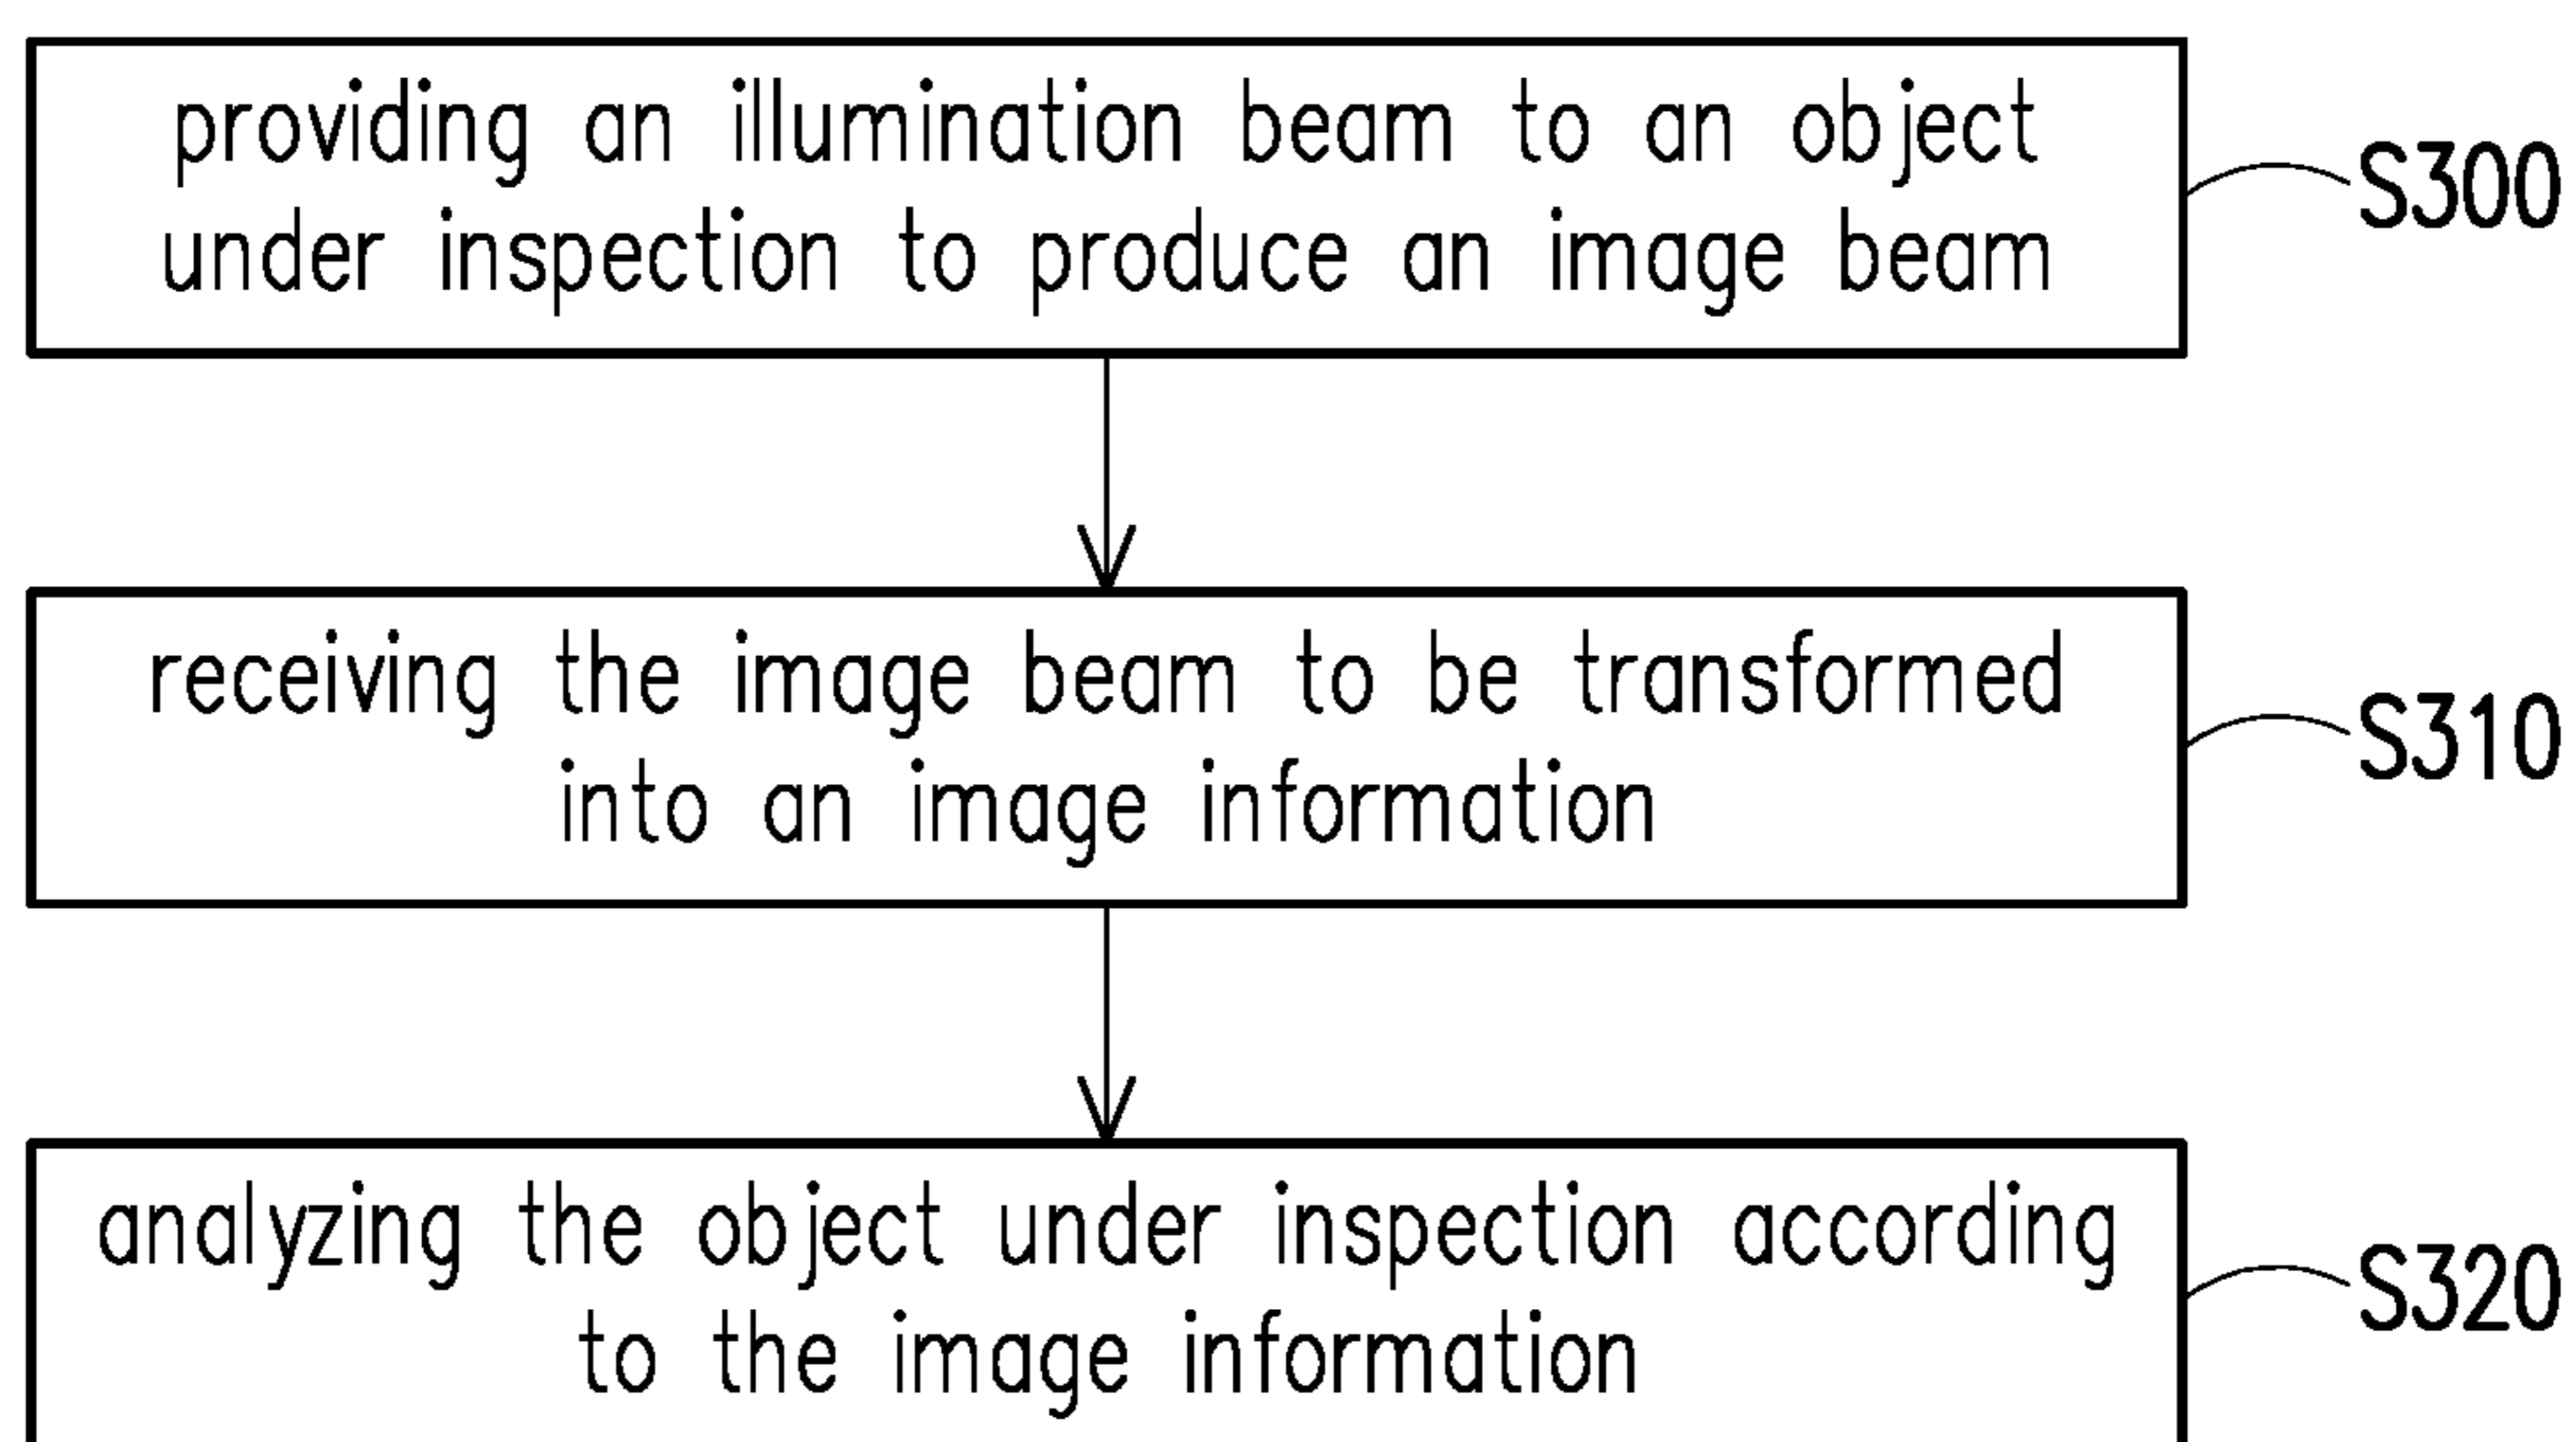 providing an illumination beam to an object
under inspection to produce an image beam
S300
receiving the image beam to be transformed
into an image information
S310
analyzing the object under inspection according
to the image information
S320